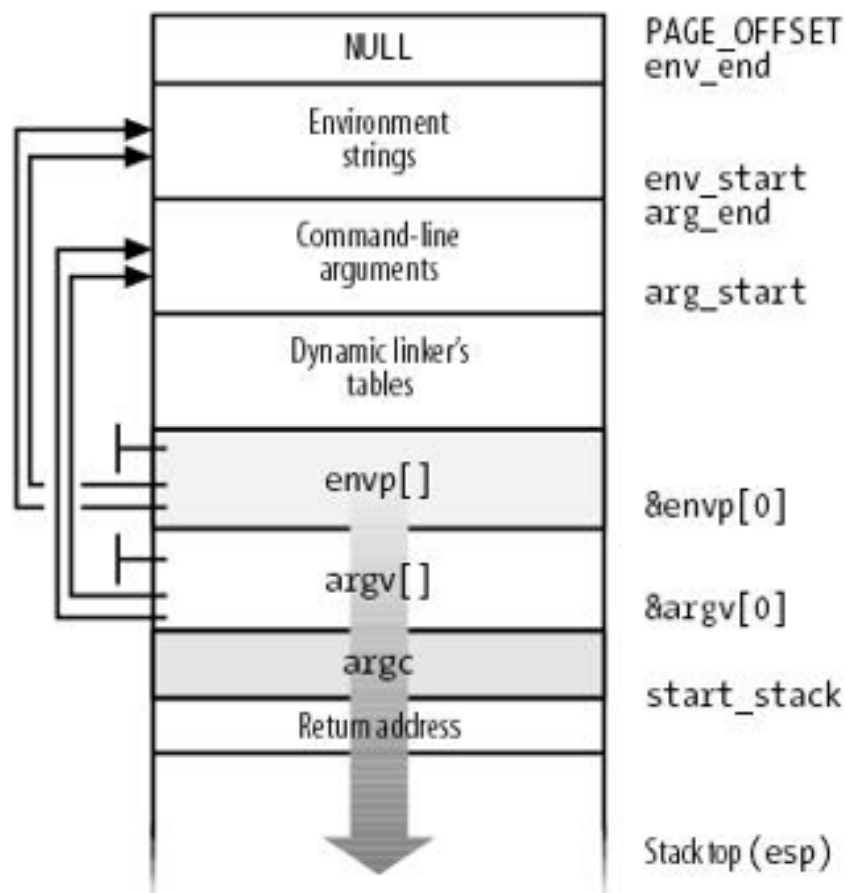 NULL
PAGE_OFFSET
env_end
Environment
strings
env_start
arg_end
Command-line
arguments
arg_start
Dynamic linker's
tables
envp[]
&envp[0]
argv[]
&argv[0]
argc
start_stack
Return address
Stack top (esp)